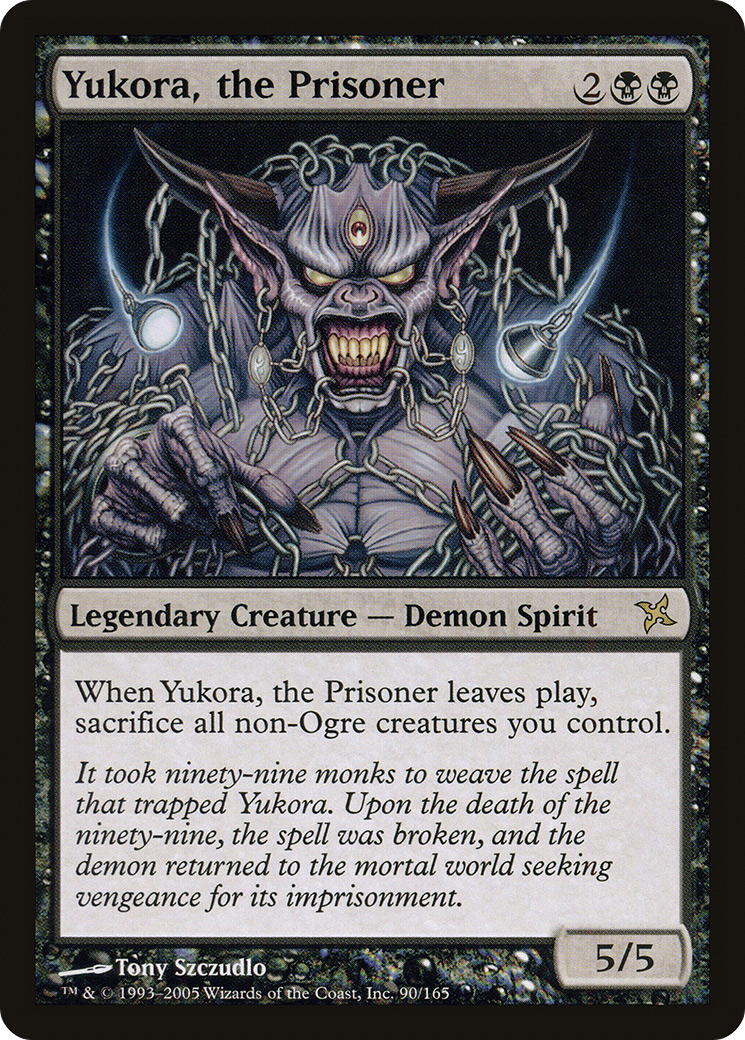 Yukora, the Prisoner 2
Legendary Creature — Demon Spirit
When Yukora, the Prisoner leaves play,
sacrifice all non-Ogre creatures you control.
It took ninety-nine monks to weave the spell
that trapped Yukora. Upon the death of the
ninety-nine, the spell was broken, and the
demon returned to the mortal world seeking
vengeance for its imprisonment.
5/5
Tony Szczudlo
™ & © 1993–2005 Wizards of the Coast, Inc. 90/165